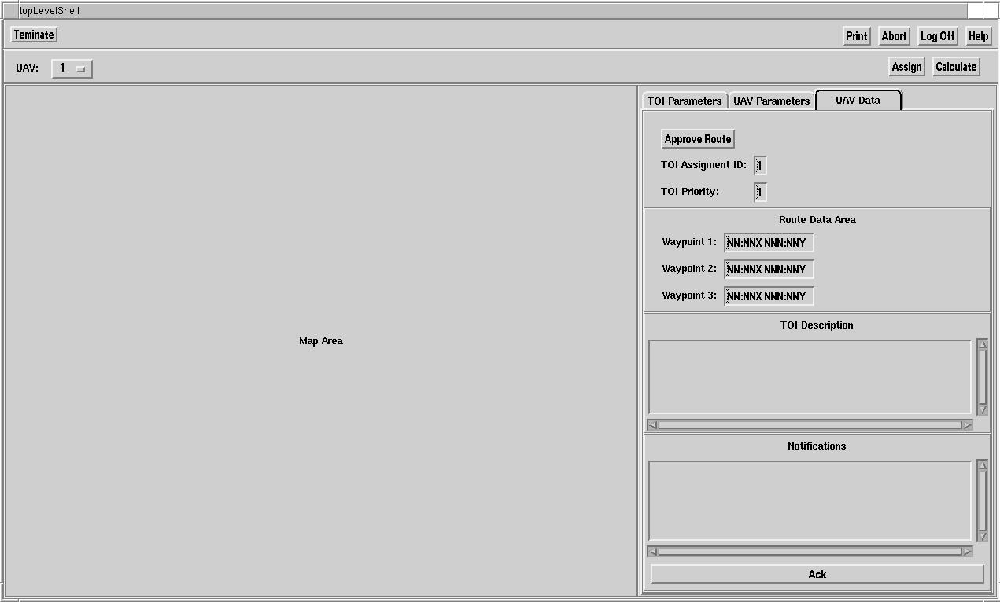 topLevelShell
Teminate Print Abort Log Off Help
UAV: 1 Assign Calculate
TOI Parameters UAV Parameters UAV Data
Approve Route
TOI Assigment ID: 1
TOI Priority: 1
Route Data Area
Waypoint 1: NN:NNX NNN:NNY
Waypoint 2: NN:NNX NNN:NNY
Waypoint 3: NN:NNX NNN:NNY
TOI Description
Map Area
Notifications
Ack